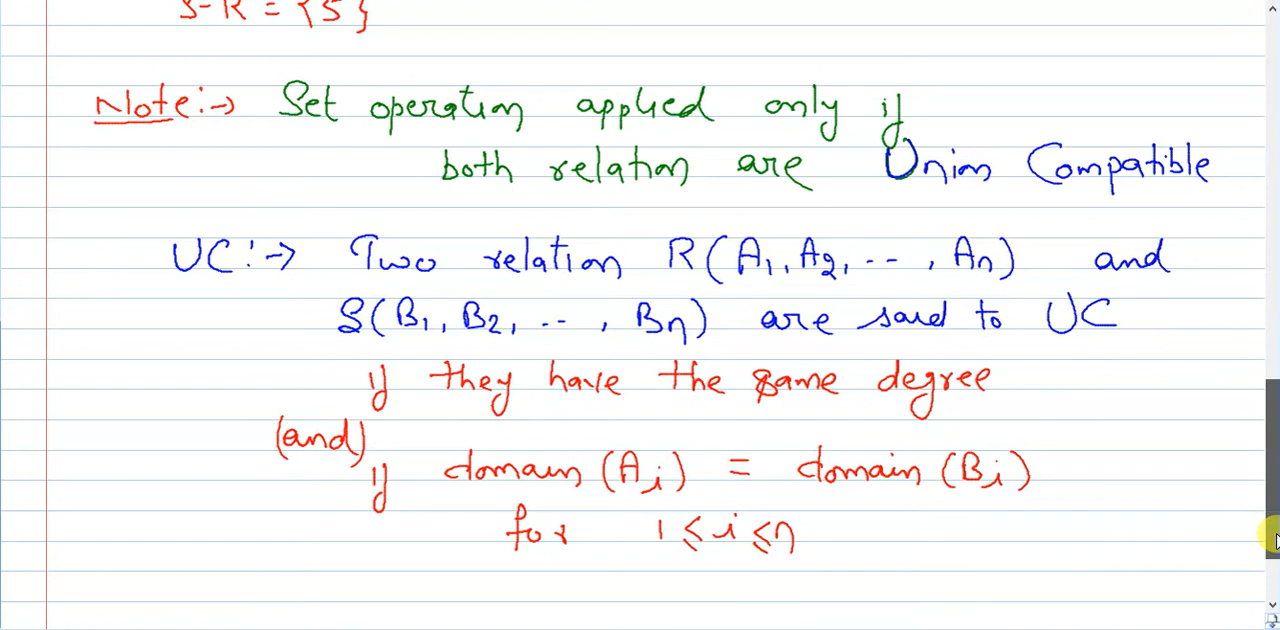 S-R = {5}
Note:→ Set operation applied only if
both relation are Union Compatible
UC:→ Two relation R(A₁, A₂, -- , Aₙ) and
S(B₁, B₂, -- , Bₙ) are said to UC
if they have the same degree
(and)
if domain (Aᵢ) = domain (Bᵢ)
for 1 ≤ i ≤ n